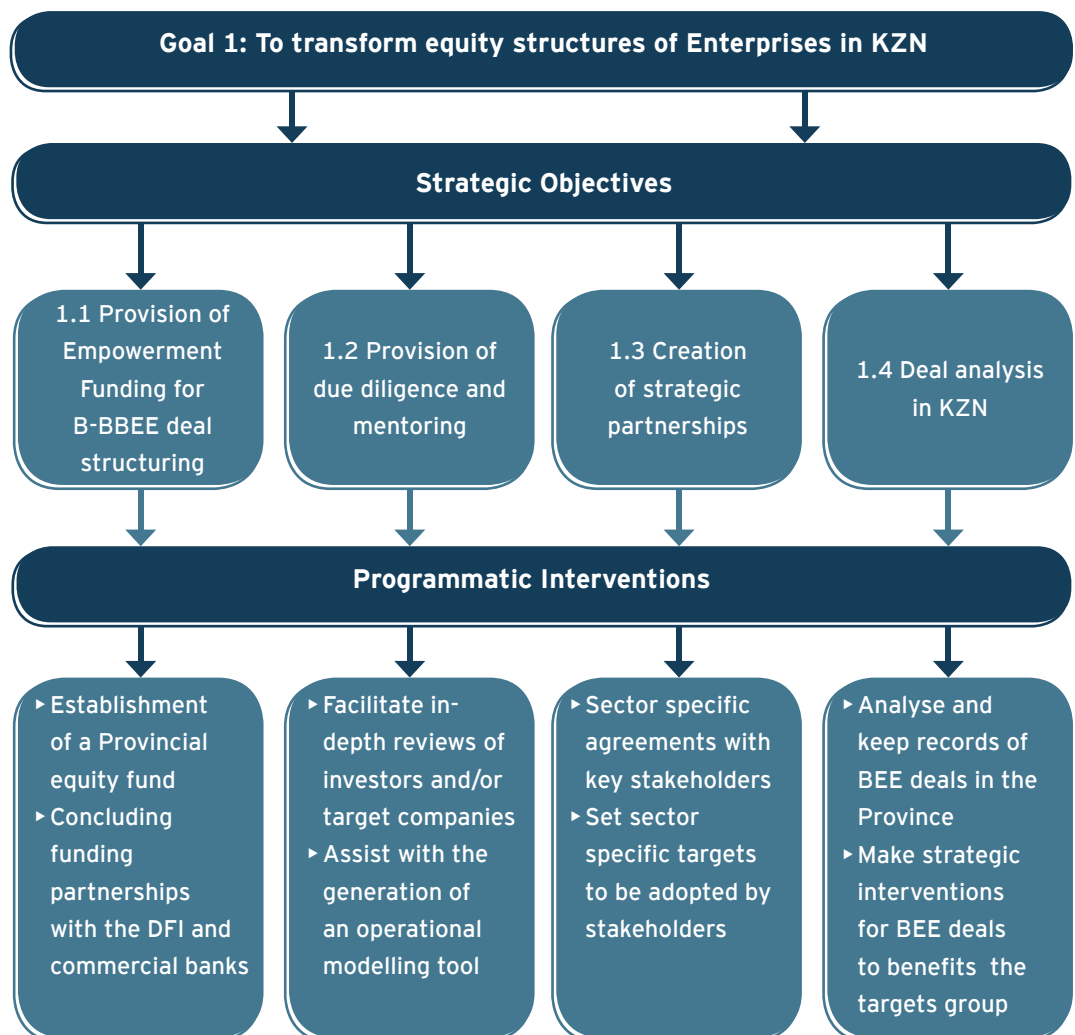 Goal 1: To transform equity structures of Enterprises in KZN
Strategic Objectives
1.1 Provision of
Empowerment
Funding for
B-BBEE deal
structuring
1.2 Provision of
due diligence and
mentoring
1.3 Creation
of strategic
partnerships
1.4 Deal analysis
in KZN
Programmatic Interventions
▸ Establishment
of a Provincial
equity fund
▸ Concluding
funding
partnerships
with the DFI and
commercial banks
▸ Facilitate in-
depth reviews of
investors and/or
target companies
▸ Assist with the
generation of
an operational
modelling tool
▸ Sector specific
agreements with
key stakeholders
▸ Set sector
specific targets
to be adopted by
stakeholders
▸ Analyse and
keep records of
BEE deals in the
Province
▸ Make strategic
interventions
for BEE deals
to benefits the
targets group